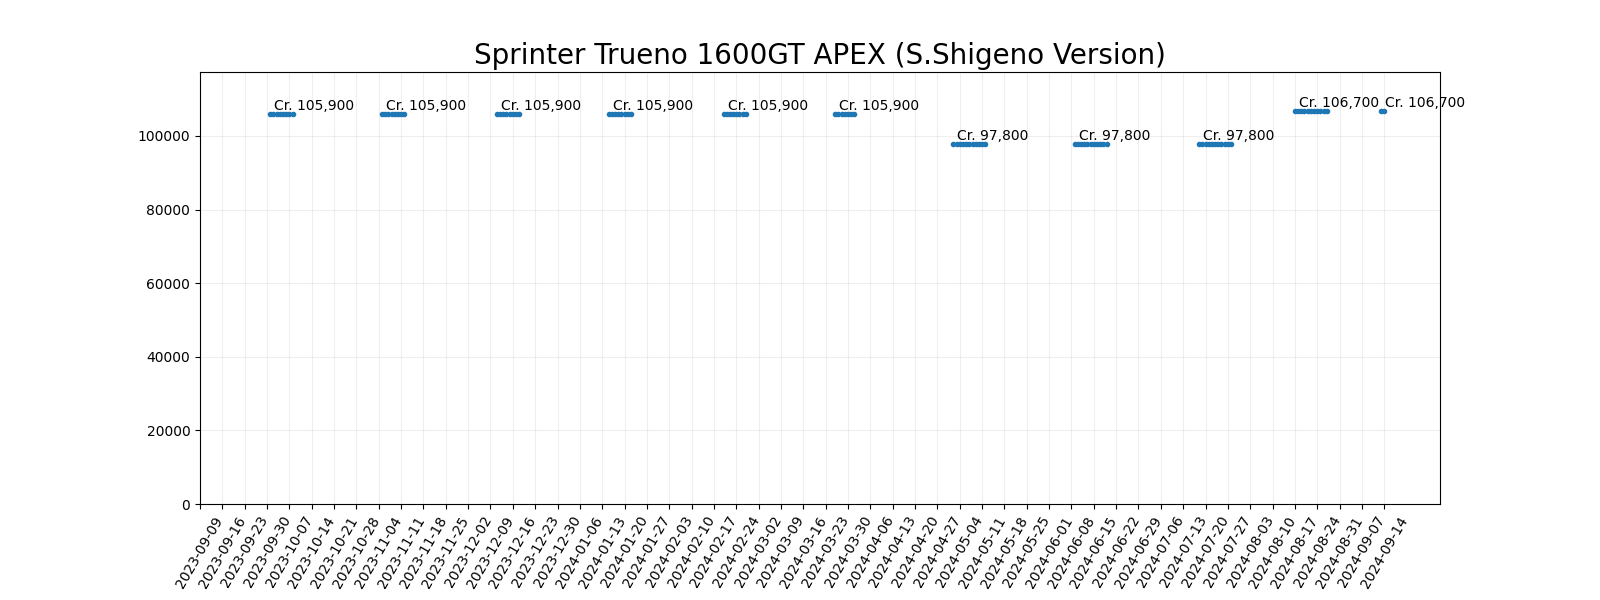 Sprinter Trueno 1600GT APEX (S.Shigeno Version)
Cr. 105,900 Cr. 105,900 Cr. 105,900 Cr. 105,900 Cr. 105,900 Cr. 105,900 Cr. 97,800 Cr. 97,800 Cr. 97,800 Cr. 106,700 Cr. 106,700
100000
80000
60000
40000
20000
0
2023-09-09 2023-09-16 2023-09-23 2023-09-30 2023-10-07 2023-10-14 2023-10-21 2023-10-28 2023-11-04 2023-11-11 2023-11-18 2023-11-25 2023-12-02 2023-12-09 2023-12-16 2023-12-23 2023-12-30 2024-01-06 2024-01-13 2024-01-20 2024-01-27 2024-02-03 2024-02-10 2024-02-17 2024-02-24 2024-03-02 2024-03-09 2024-03-16 2024-03-23 2024-03-30 2024-04-06 2024-04-13 2024-04-20 2024-04-27 2024-05-04 2024-05-11 2024-05-18 2024-05-25 2024-06-01 2024-06-08 2024-06-15 2024-06-22 2024-06-29 2024-07-06 2024-07-13 2024-07-20 2024-07-27 2024-08-03 2024-08-10 2024-08-17 2024-08-24 2024-08-31 2024-09-07 2024-09-14